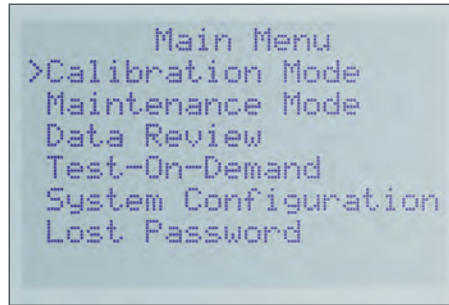 Main Menu
>Calibration Mode
Maintenance Mode
Data Review
Test-On-Demand
System Configuration
Lost Password